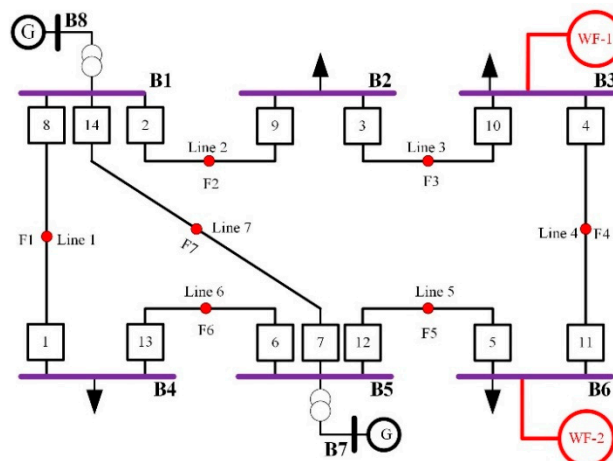 G
B8
WF-1
B1
B2
B3
8
14
2
9
3
10
4
Line 2
F2
Line 3
F3
F1
Line 1
Line 7
F7
Line 4
F4
Line 6
F6
Line 5
F5
1
13
6
7
12
5
11
B4
B5
B6
B7
G
WF-2